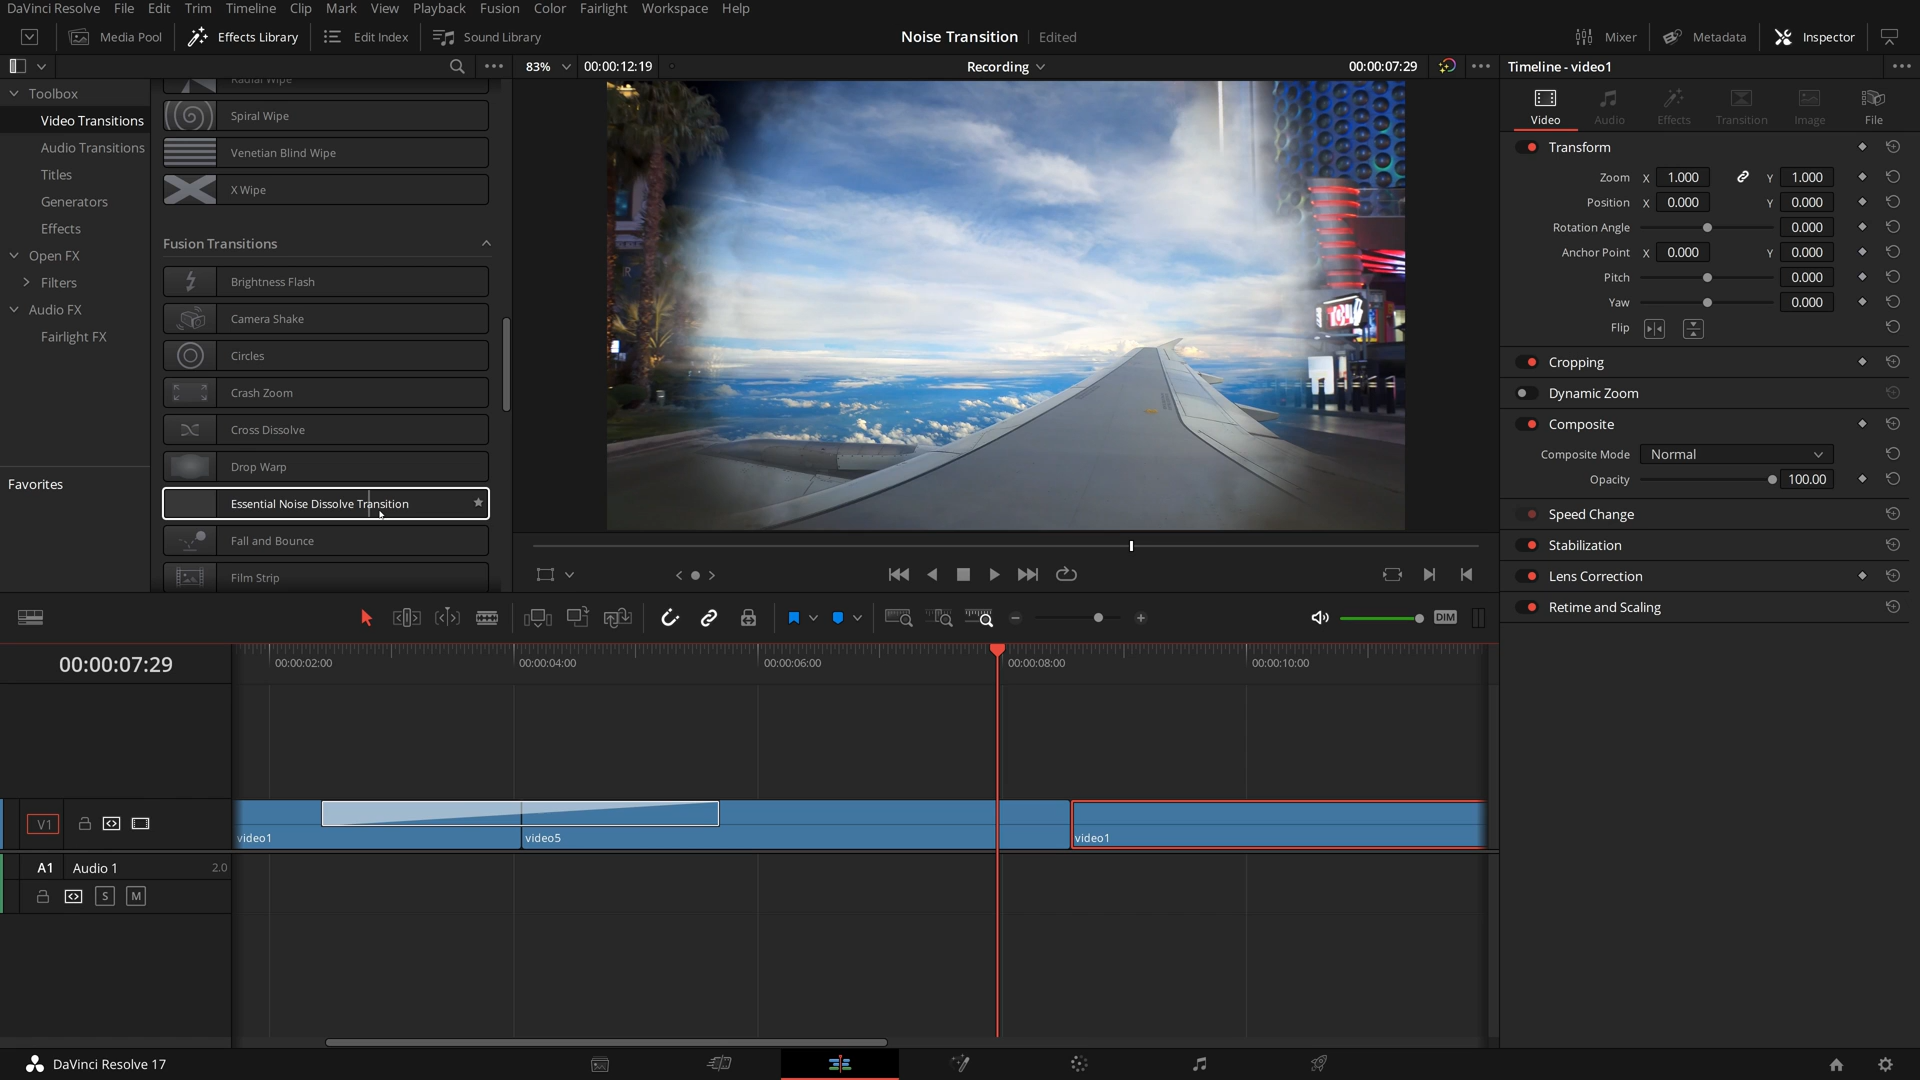 DaVinci Resolve File Edit Trim Timeline Clip Mark View Playback Fusion Color Fairlight Workspace Help
Media Pool Effects Library Edit Index Sound Library Noise Transition Edited Mixer Metadata Inspector
83% 00:00:12:19 Recording 00:00:07:29 Timeline - video1
Toolbox
Video Transitions
Audio Transitions
Titles
Generators
Effects
Open FX
Filters
Audio FX
Fairlight FX
Favorites
Radial Wipe
Spiral Wipe
Venetian Blind Wipe
X Wipe
Fusion Transitions
Brightness Flash
Camera Shake
Circles
Crash Zoom
Cross Dissolve
Drop Warp
Essential Noise Dissolve Transition
Fall and Bounce
Film Strip
Video Audio Effects Transition Image File
Transform
Zoom X 1.000 Y 1.000
Position X 0.000 Y 0.000
Rotation Angle 0.000
Anchor Point X 0.000 Y 0.000
Pitch 0.000
Yaw 0.000
Flip
Cropping
Dynamic Zoom
Composite
Composite Mode Normal
Opacity 100.00
Speed Change
Stabilization
Lens Correction
Retime and Scaling
DIM
00:00:07:29 00:00:02:00 00:00:04:00 00:00:06:00 00:00:08:00 00:00:10:00
V1 video1 video5 video1
A1 Audio 1 2.0
S M
DaVinci Resolve 17